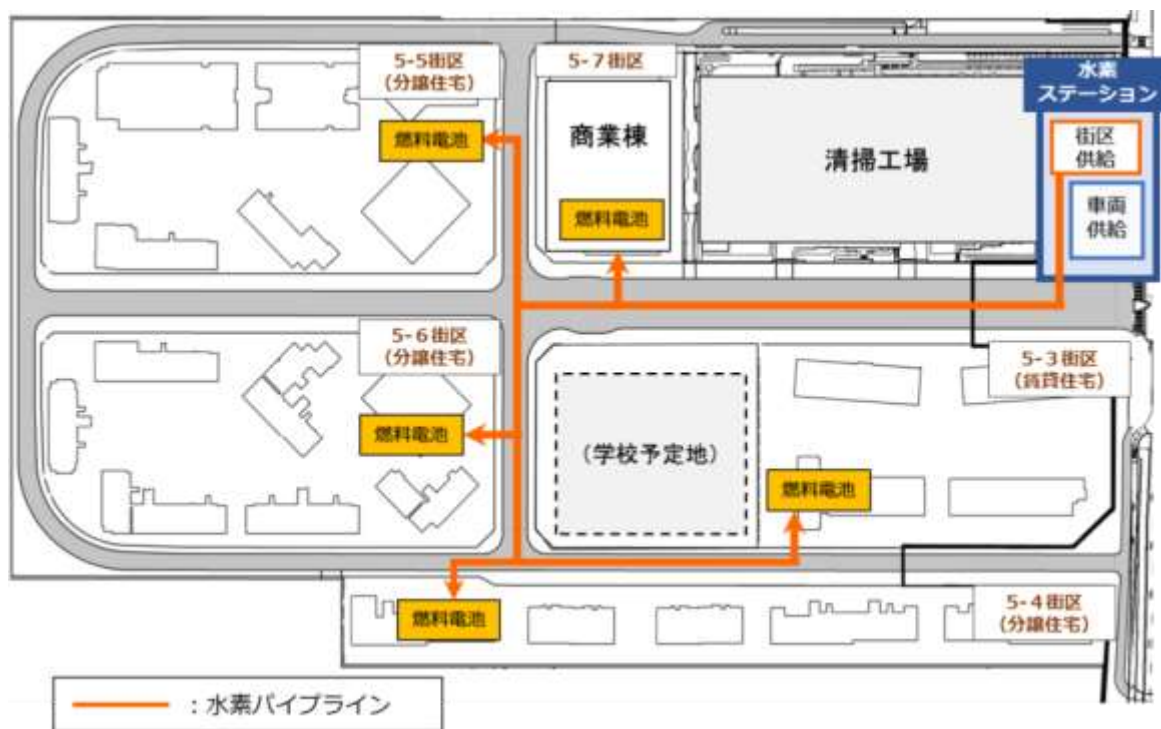 5-5街区
(分譲住宅)
燃料電池
5-7街区
商業棟
燃料電池
清掃工場
水素
ステーション
街区
供給
車両
供給
5-6街区
(分譲住宅)
燃料電池
(学校予定地)
5-3街区
(賃貸住宅)
燃料電池
燃料電池
5-4街区
(分譲住宅)
:水素パイプライン